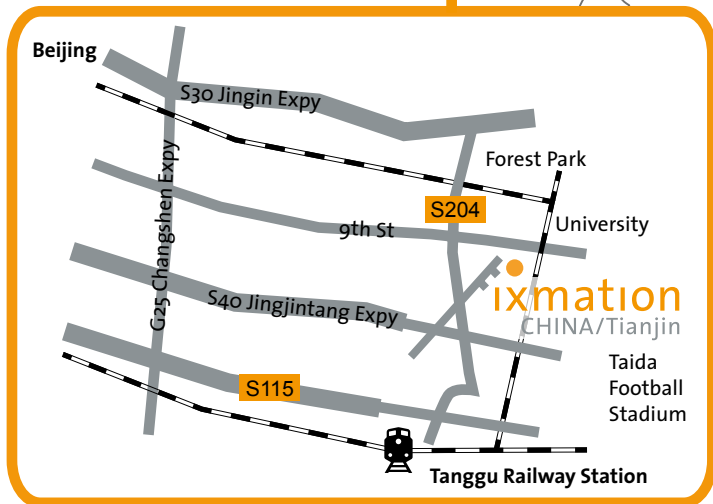 Beijing
S30 Jingin Expy
Forest Park
S204
University
9th St
G25 Changshen Expy
ixmation
CHINA/Tianjin
S40 Jingjintang Expy
Taida
Football
Stadium
S115
Tanggu Railway Station